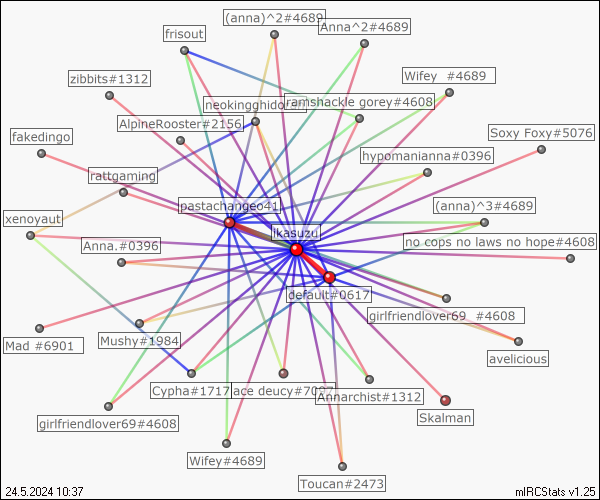 (anna)^2#4689
frisout
Anna^2#4689
zibbits#1312
Wifey #4689
ramshackle gorey#4608
AlpineRooster#2156
fakedingo
Soxy Foxy#5076
hypomanianna#0396
rattgaming
pastachangeo41
(anna)^3#4689
xenoyaut
ikasuzu
Anna.#0396
no cops no laws no hope#4608
default#0617
girlfriendlover69 #4608
Mad #6901
Mushy#1984
avelicious
Cypha#1717
ace deucy#7097
Annarchist#1312
girlfriendlover69#4608
Skalman
Wifey#4689
Toucan#2473
24.5.2024 10:37
mIRCStats v1.25